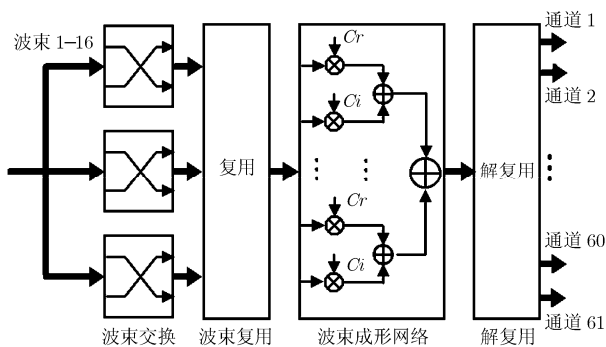 波束 1-16
复用
Cr
Ci
Cr
Ci
解复用
通道 1
通道 2
通道 60
通道 61
波束交换
波束复用
波束成形网络
解复用